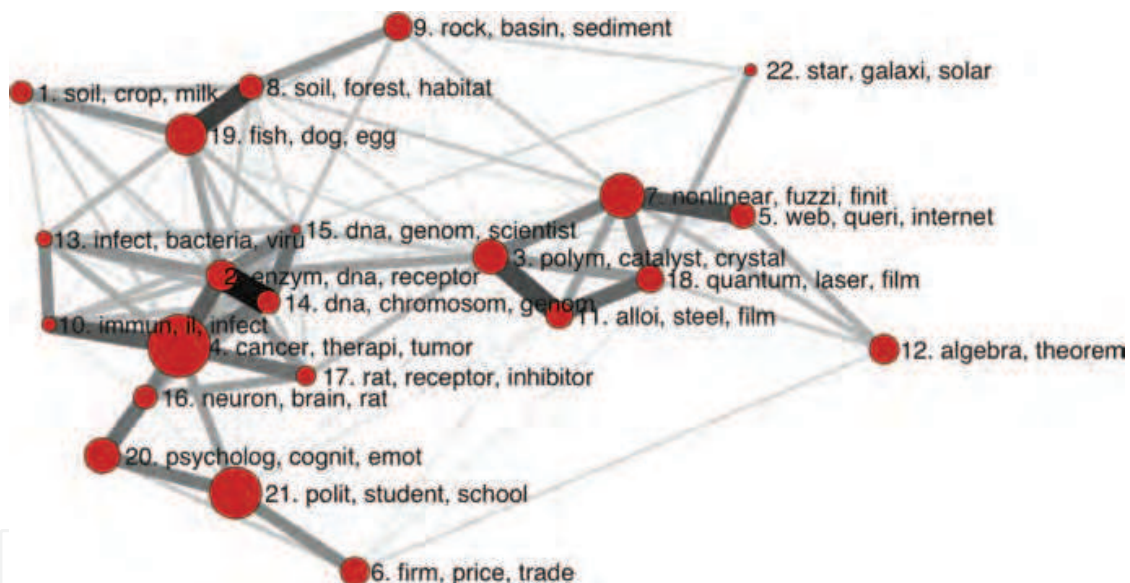 9. rock, basin, sediment
22. star, galaxi, solar
1. soil, crop, milk
8. soil, forest, habitat
19. fish, dog, egg
7. nonlinear, fuzzi, finit
5. web, queri, internet
15. dna, genom, scientist
13. infect, bacteria, viru
3. polym, catalyst, crystal
2. enzym, dna, receptor
18. quantum, laser, film
14. dna, chromosom, genom
11. alloi, steel, film
10. immun, il, infect
4. cancer, therapi, tumor
12. algebra, theorem
17. rat, receptor, inhibitor
16. neuron, brain, rat
20. psycholog, cognit, emot
21. polit, student, school
6. firm, price, trade